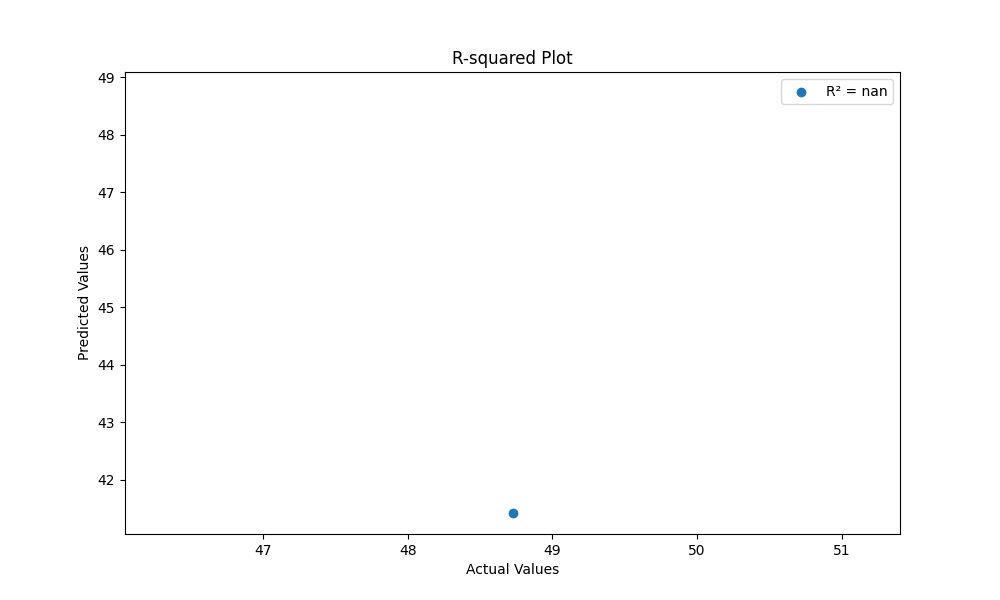 R-squared Plot
R² = nan
49
48
47
46
45
44
43
42
Predicted Values
47 48 49 50 51
Actual Values